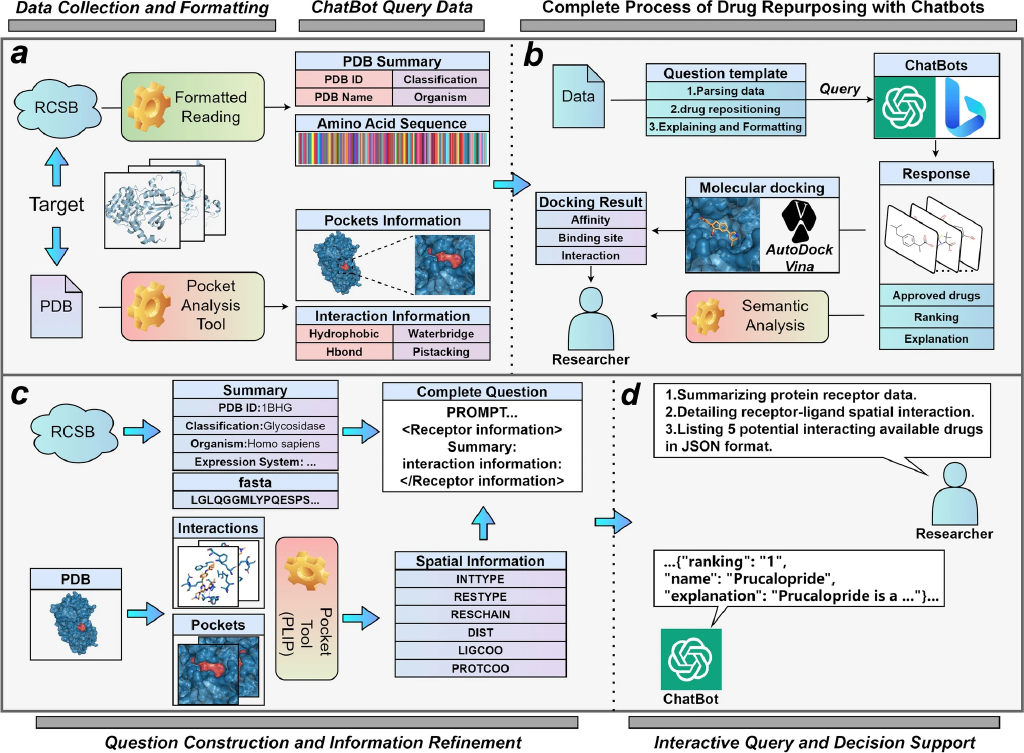 Data Collection and Formatting
ChatBot Query Data
Complete Process of Drug Repurposing with Chatbots
a
RCSB
Formatted
Reading
Target
PDB
Pocket
Analysis
Tool
PDB Summary
PDB ID
Classification
PDB Name
Organism
Amino Acid Sequence
Pockets Information
Interaction Information
Hydrophobic
Waterbridge
Hbond
Pistacking
b
Data
Question template
1.Parsing data
2.drug repositioning
3.Explaining and Formatting
Query
ChatBots
Response
Approved drugs
Ranking
Explanation
Molecular docking
V
AutoDock
Vina
Docking Result
Affinity
Binding site
Interaction
Semantic
Analysis
Researcher
c
RCSB
Summary
PDB ID:1BHG
Classification:Glycosidase
Organism:Homo sapiens
Expression System: ...
fasta
LGLQGGMLYPQESPS...
Complete Question
PROMPT...
<Receptor information>
Summary:
interaction information:
</Receptor information>
PDB
Interactions
Pockets
Pocket
Tool
(PLIP)
Spatial Information
INTTYPE
RESTYPE
RESCHAIN
DIST
LIGCOO
PROTCOO
d
1.Summarizing protein receptor data.
2.Detailing receptor-ligand spatial interaction.
3.Listing 5 potential interacting available drugs
in JSON format.
Researcher
...{"ranking": "1",
"name": "Prucalopride",
"explanation": "Prucalopride is a ..."}...
ChatBot
Question Construction and Information Refinement
Interactive Query and Decision Support